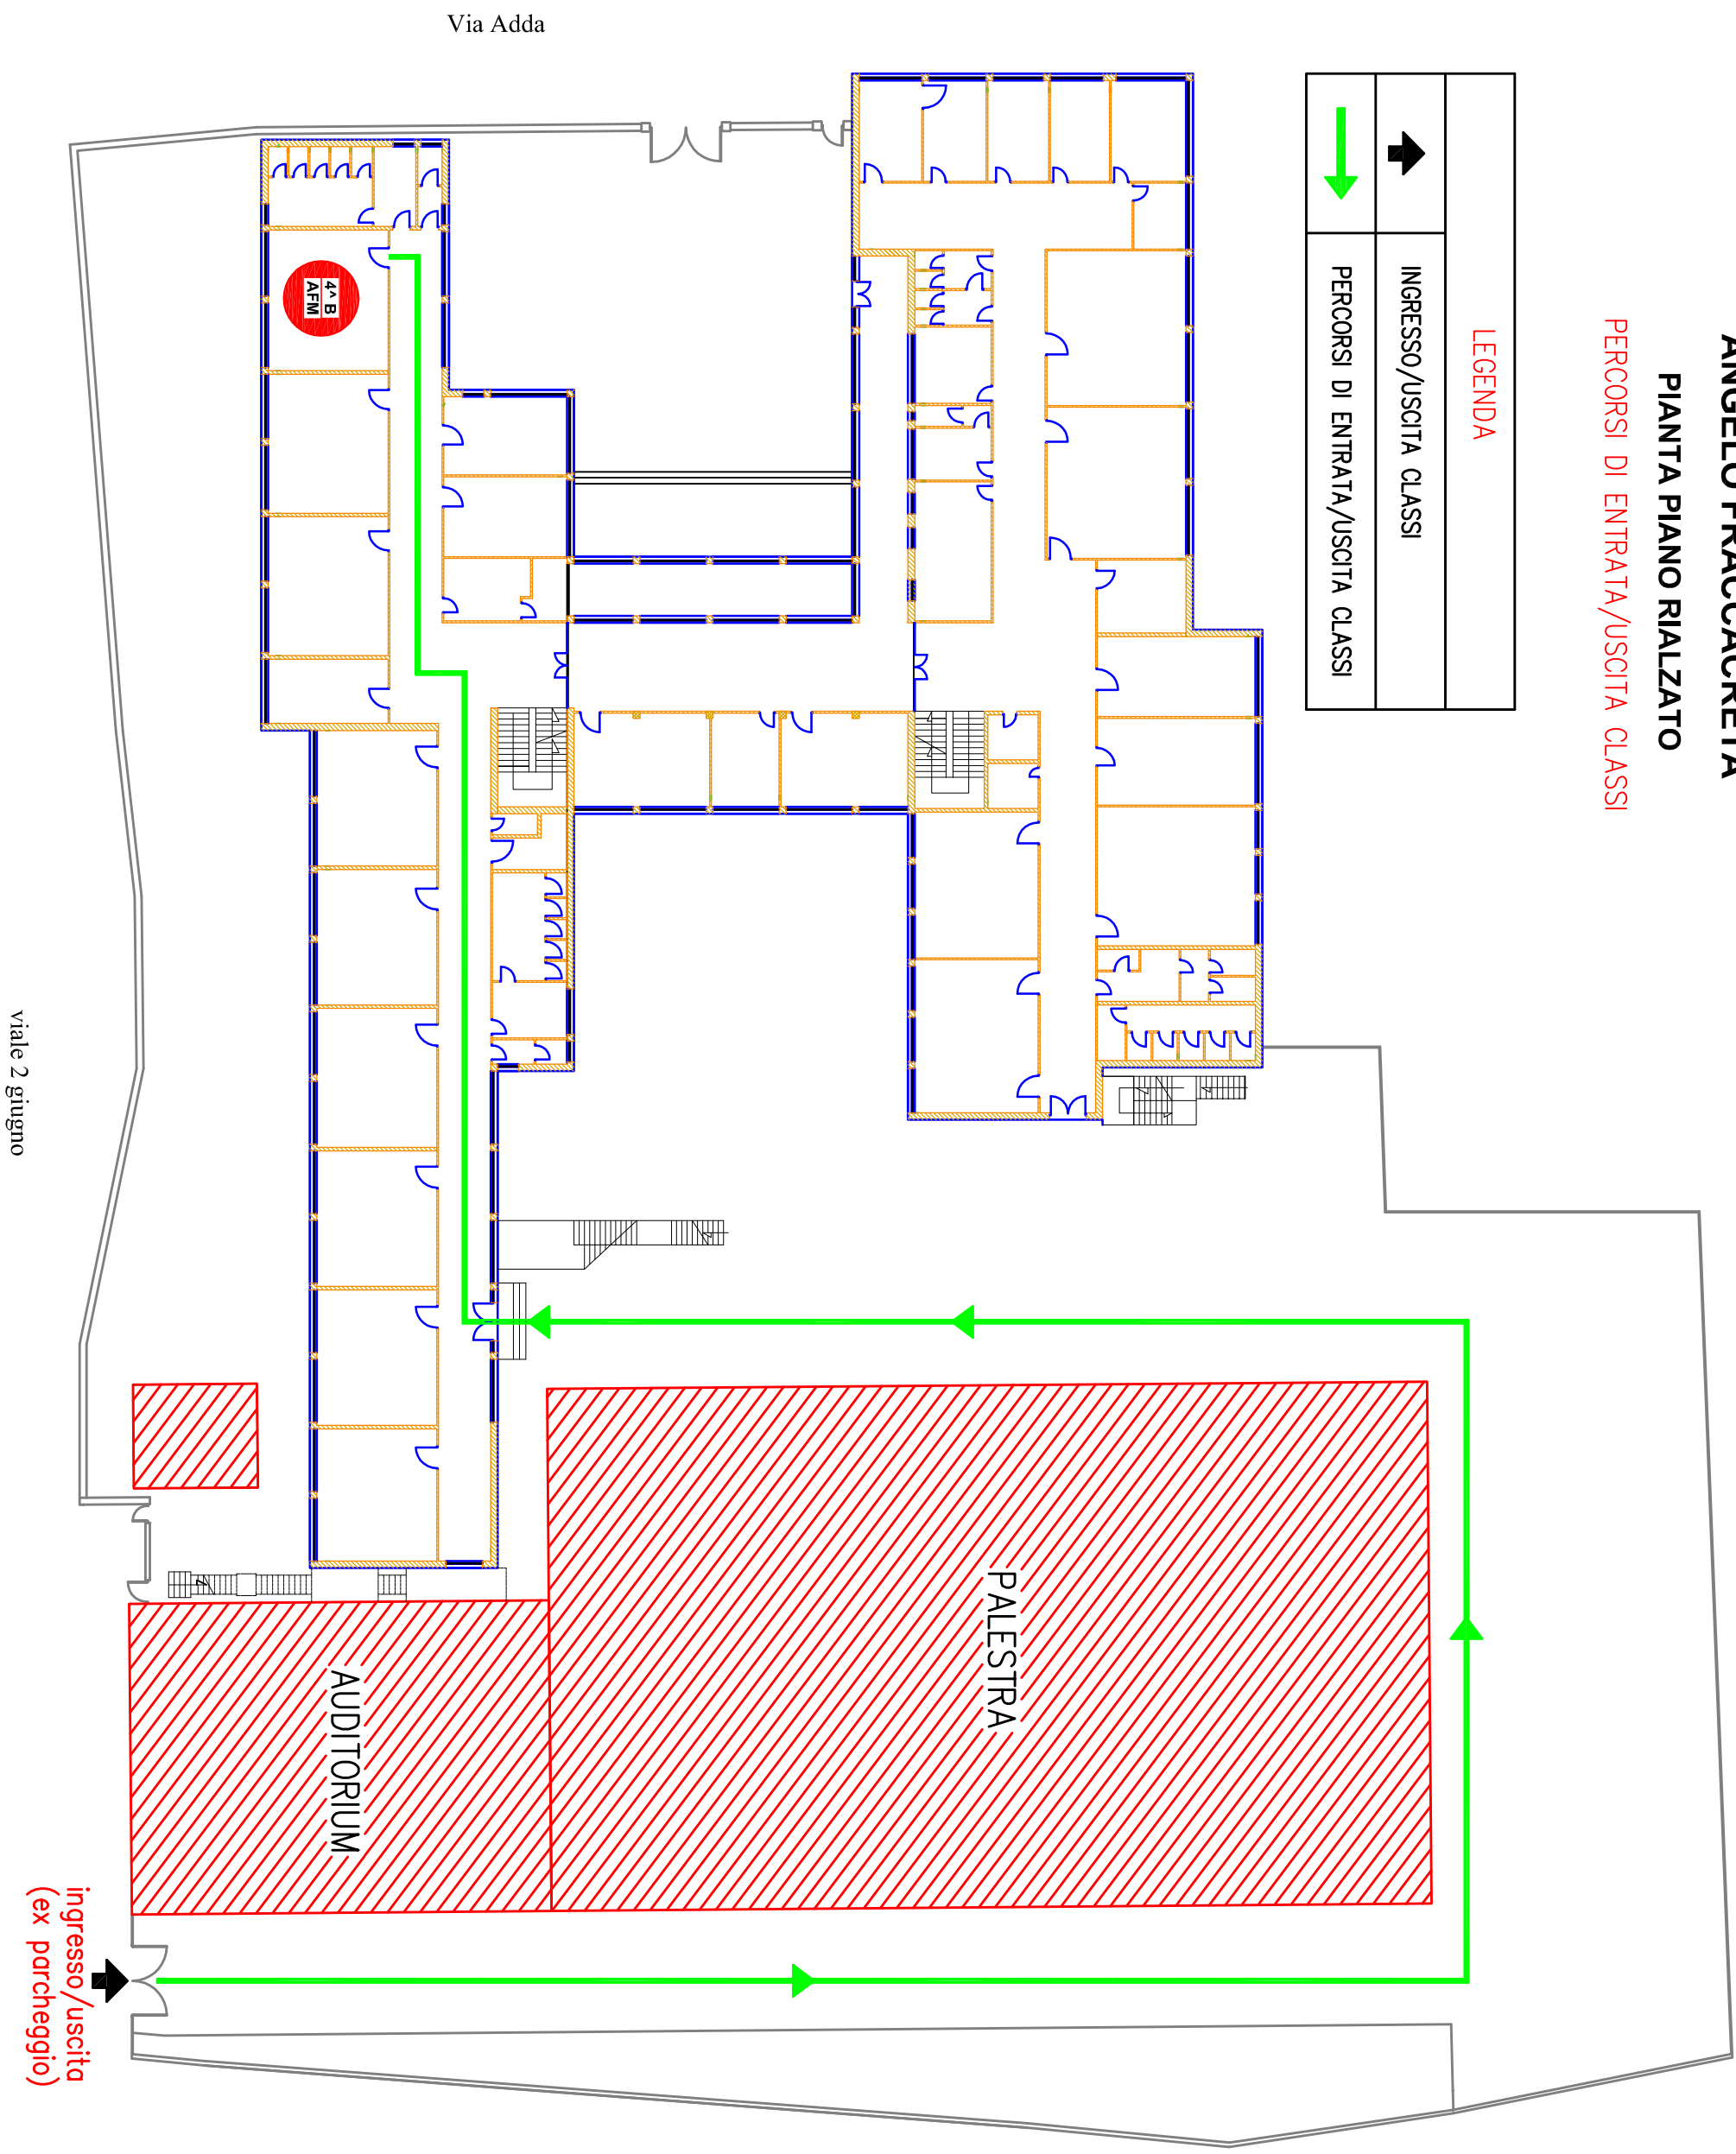 Via Adda
ANGELO FRACCACRETA
PIANTA PIANO RIALZATO
PERCORSI DI ENTRATA/USCITA CLASSI
LEGENDA
INGRESSO/USCITA CLASSI
PERCORSI DI ENTRATA/USCITA CLASSI
4^ B
AFM
viale 2 giugno
PALESTRA
AUDITORIUM
ingresso/uscita
(ex parcheggio)